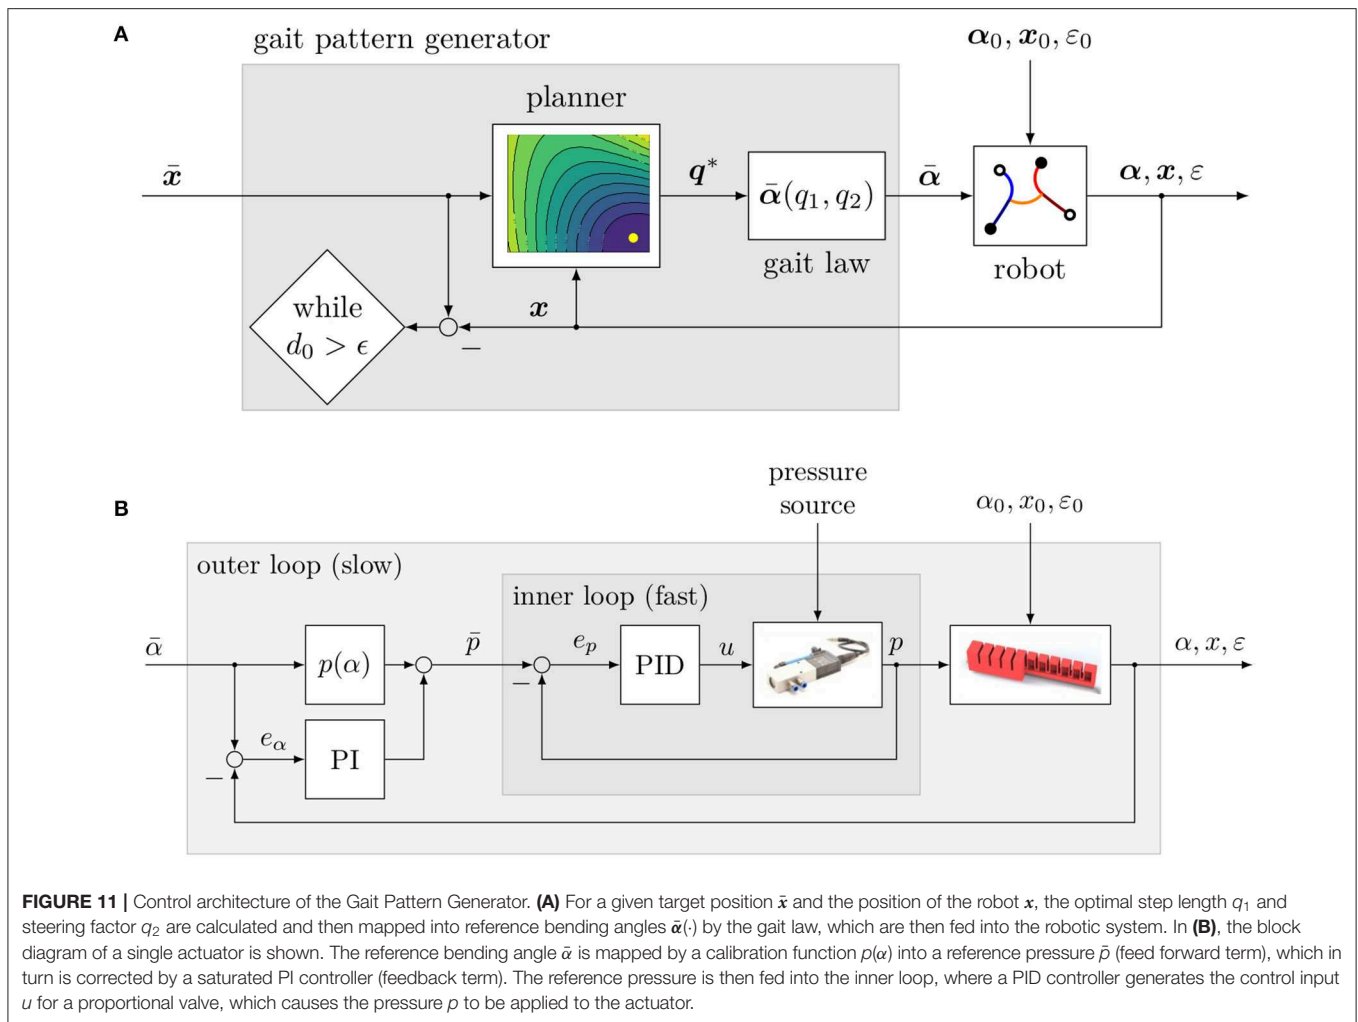 A
gait pattern generator
α₀, x₀, ε₀
planner
x̄
q*
ᾱ(q₁, q₂)
ᾱ
α, x, ε
gait law
robot
while
d₀ > ϵ
x
−
pressure
source
B
α₀, x₀, ε₀
outer loop (slow)
inner loop (fast)
ᾱ
p(α)
p̄
eₚ
PID
u
p
α, x, ε
−
e_α
PI
−
FIGURE 11 | Control architecture of the Gait Pattern Generator. (A) For a given target position x̄ and the position of the robot x, the optimal step length q₁ and
steering factor q₂ are calculated and then mapped into reference bending angles ᾱ(·) by the gait law, which are then fed into the robotic system. In (B), the block
diagram of a single actuator is shown. The reference bending angle ᾱ is mapped by a calibration function p(α) into a reference pressure p̄ (feed forward term), which in
turn is corrected by a saturated PI controller (feedback term). The reference pressure is then fed into the inner loop, where a PID controller generates the control input
u for a proportional valve, which causes the pressure p to be applied to the actuator.